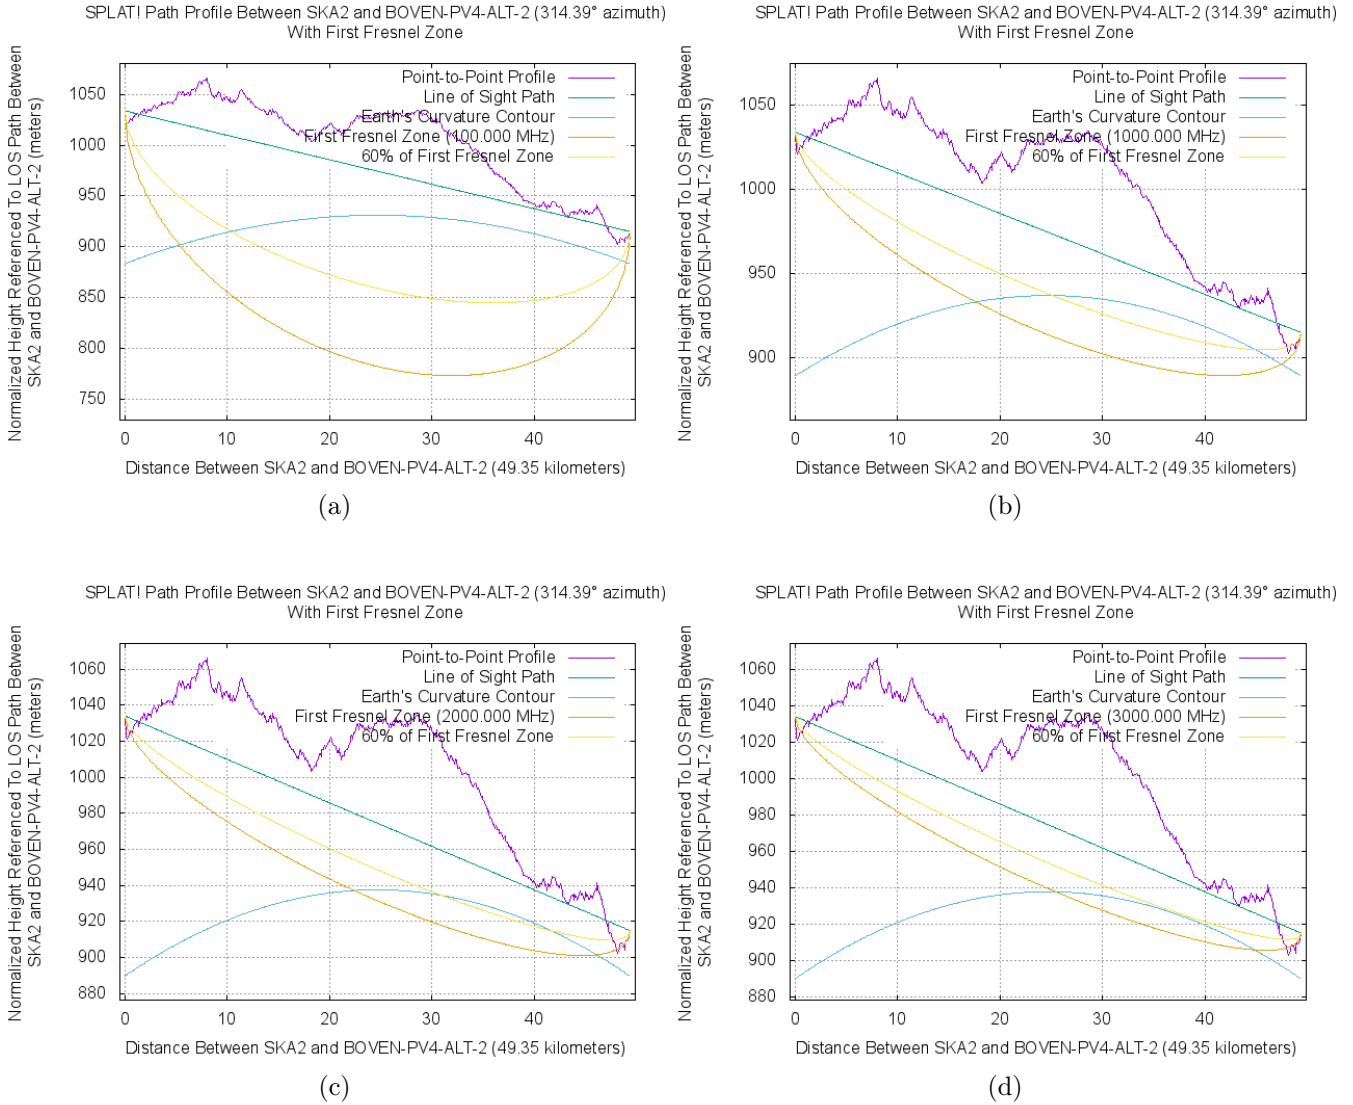 SPLAT! Path Profile Between SKA2 and BOVEN-PV4-ALT-2 (314.39° azimuth)
With First Fresnel Zone
Normalized Height Referenced To LOS Path Between
SKA2 and BOVEN-PV4-ALT-2 (meters)
Point-to-Point Profile
Line of Sight Path
Earth's Curvature Contour
First Fresnel Zone (100.000 MHz)
60% of First Fresnel Zone
1050
1000
950
900
850
800
750
0 10 20 30 40
Distance Between SKA2 and BOVEN-PV4-ALT-2 (49.35 kilometers)
(a)
SPLAT! Path Profile Between SKA2 and BOVEN-PV4-ALT-2 (314.39° azimuth)
With First Fresnel Zone
Normalized Height Referenced To LOS Path Between
SKA2 and BOVEN-PV4-ALT-2 (meters)
Point-to-Point Profile
Line of Sight Path
Earth's Curvature Contour
First Fresnel Zone (1000.000 MHz)
60% of First Fresnel Zone
1050
1000
950
900
0 10 20 30 40
Distance Between SKA2 and BOVEN-PV4-ALT-2 (49.35 kilometers)
(b)
SPLAT! Path Profile Between SKA2 and BOVEN-PV4-ALT-2 (314.39° azimuth)
With First Fresnel Zone
Normalized Height Referenced To LOS Path Between
SKA2 and BOVEN-PV4-ALT-2 (meters)
Point-to-Point Profile
Line of Sight Path
Earth's Curvature Contour
First Fresnel Zone (2000.000 MHz)
60% of First Fresnel Zone
1060
1040
1020
1000
980
960
940
920
900
880
0 10 20 30 40
Distance Between SKA2 and BOVEN-PV4-ALT-2 (49.35 kilometers)
(c)
SPLAT! Path Profile Between SKA2 and BOVEN-PV4-ALT-2 (314.39° azimuth)
With First Fresnel Zone
Normalized Height Referenced To LOS Path Between
SKA2 and BOVEN-PV4-ALT-2 (meters)
Point-to-Point Profile
Line of Sight Path
Earth's Curvature Contour
First Fresnel Zone (3000.000 MHz)
60% of First Fresnel Zone
1060
1040
1020
1000
980
960
940
920
900
880
0 10 20 30 40
Distance Between SKA2 and BOVEN-PV4-ALT-2 (49.35 kilometers)
(d)